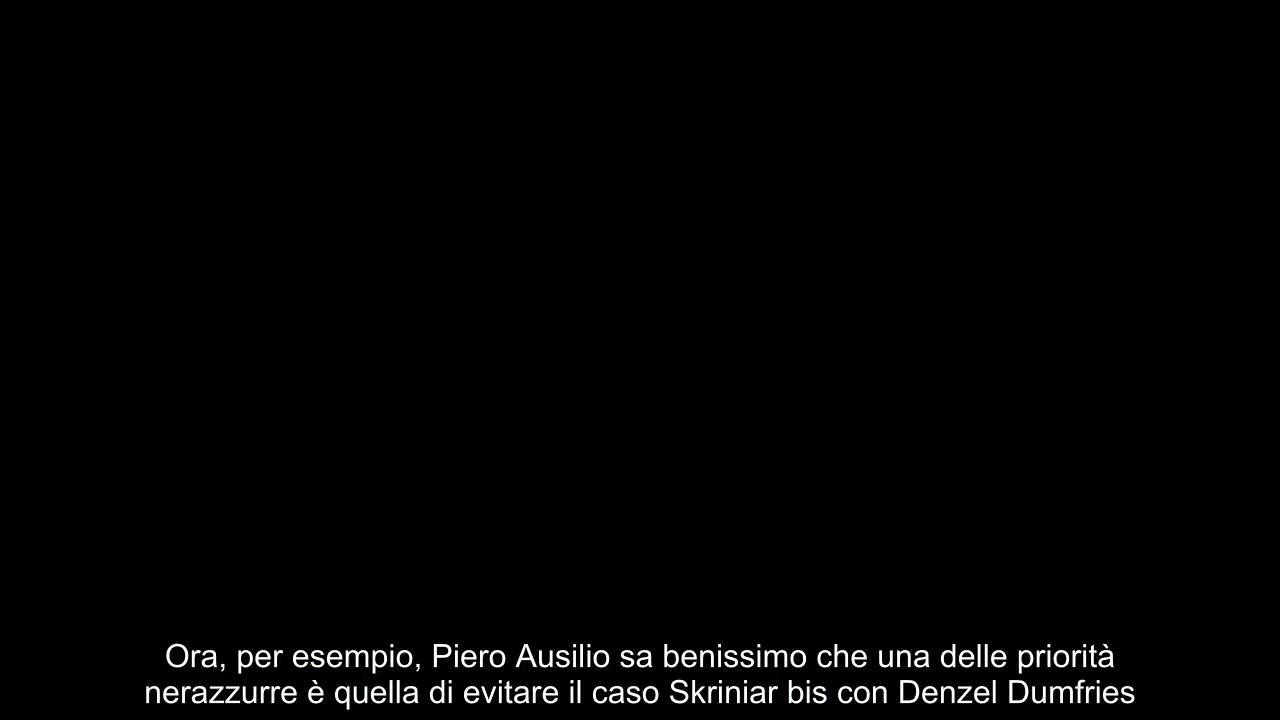 Ora, per esempio, Piero Ausilio sa benissimo che una delle priorità
nerazzurre è quella di evitare il caso Skriniar bis con Denzel Dumfries